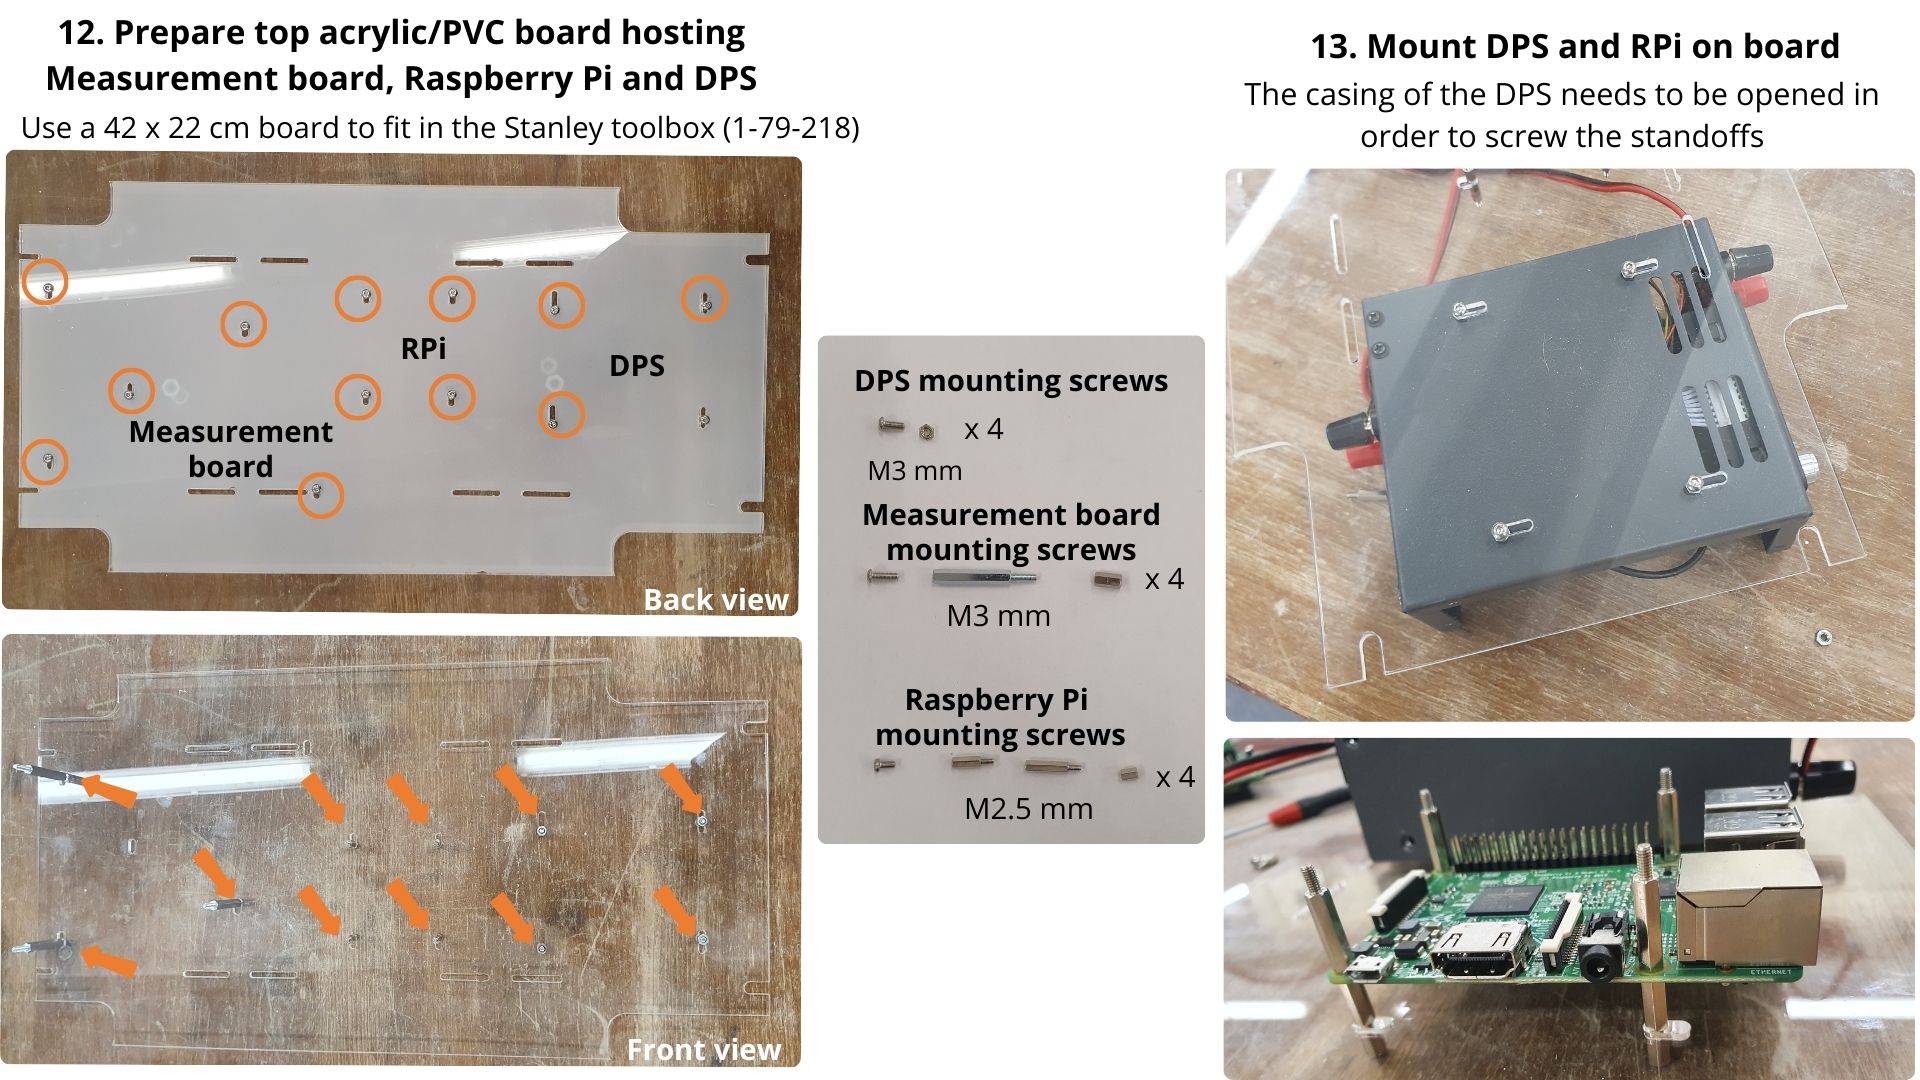 12. Prepare top acrylic/PVC board hosting
Measurement board, Raspberry Pi and DPS
Use a 42 x 22 cm board to fit in the Stanley toolbox (1-79-218)
RPi
DPS
Measurement
board
Back view
Front view
DPS mounting screws
x 4
M3 mm
Measurement board
mounting screws
x 4
M3 mm
Raspberry Pi
mounting screws
x 4
M2.5 mm
13. Mount DPS and RPi on board
The casing of the DPS needs to be opened in
order to screw the standoffs
ETHERNET